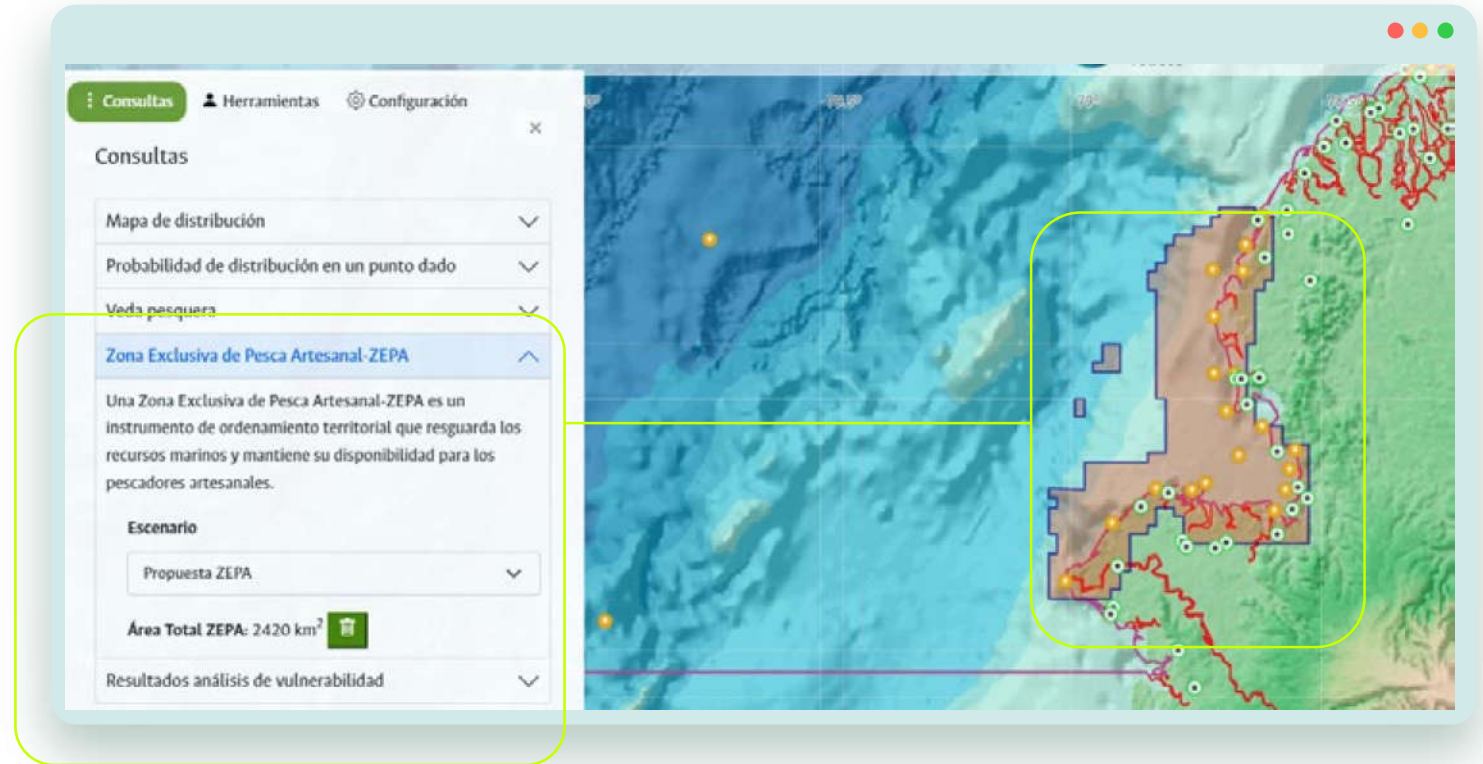 Consultas
Herramientas
Configuración
×
Consultas
Mapa de distribución
Probabilidad de distribución en un punto dado
Veda pesquera
Zona Exclusiva de Pesca Artesanal-ZEPA
Una Zona Exclusiva de Pesca Artesanal-ZEPA es un
instrumento de ordenamiento territorial que resguarda los
recursos marinos y mantiene su disponibilidad para los
pescadores artesanales.
Escenario
Propuesta ZEPA
Área Total ZEPA: 2420 km²
Resultados análisis de vulnerabilidad